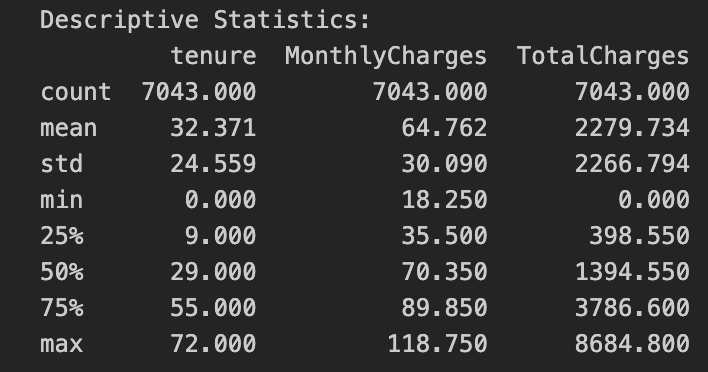 Descriptive Statistics:
tenure MonthlyCharges TotalCharges
count 7043.000 7043.000 7043.000
mean 32.371 64.762 2279.734
std 24.559 30.090 2266.794
min 0.000 18.250 0.000
25% 9.000 35.500 398.550
50% 29.000 70.350 1394.550
75% 55.000 89.850 3786.600
max 72.000 118.750 8684.800